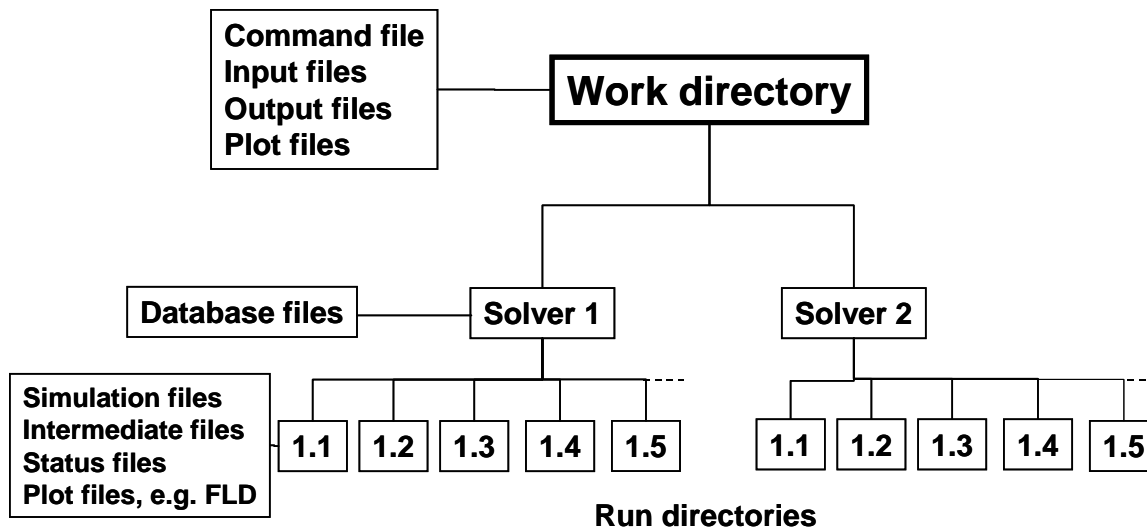 Command file
Input files
Output files
Plot files
Work directory
Database files
Solver 1
Solver 2
Simulation files
Intermediate files
Status files
Plot files, e.g. FLD
1.1
1.2
1.3
1.4
1.5
1.1
1.2
1.3
1.4
1.5
Run directories